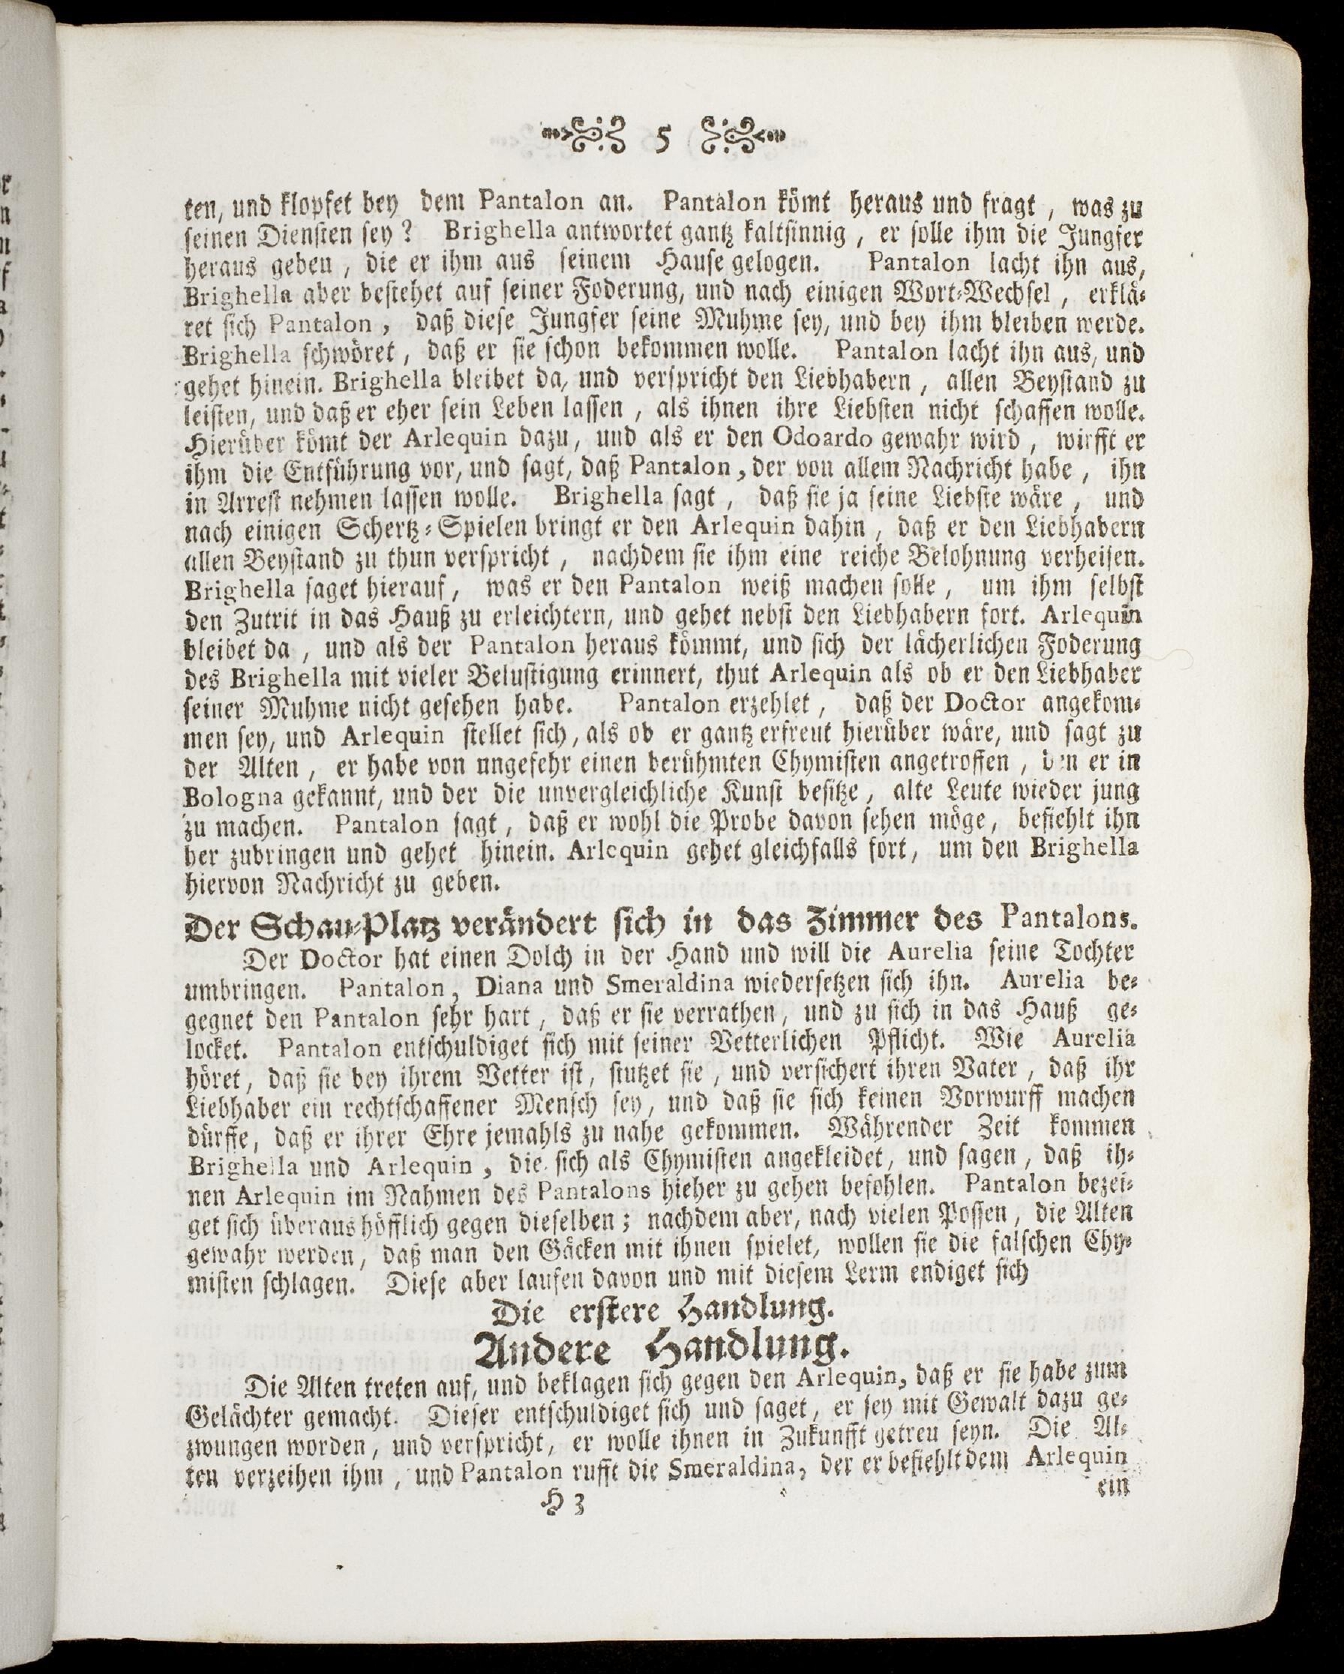 5
ten, und klopfet bey dem Pantalon an. Pantalon kömt heraus und fragt, was zu
seinen Diensten sey? Brighella antwortet gantz kaltsinnig, er solle ihm die Jungfer
heraus geben, die er ihm aus seinem Hause gelogen. Pantalon lacht ihn aus,
Brighella aber bestehet auf seiner Foderung, und nach einigen Wort-Wechsel, erklä-
ret sich Pantalon, daß diese Jungfer seine Muhme sey, und bey ihm bleiben werde.
Brighella schwöret, daß er sie schon bekommen wolle. Pantalon lacht ihn aus, und
gehet hinein. Brighella bleibet da, und verspricht den Liebhabern, allen Beystand zu
leisten, und daß er eher sein Leben lassen, als ihnen ihre Liebsten nicht schaffen wolle.
Hierüber kömt der Arlequin dazu, und als er den Odoardo gewahr wird, wirfft er
ihm die Entführung vor, und sagt, daß Pantalon, der von allem Nachricht habe, ihn
in Arrest nehmen lassen wolle. Brighella sagt, daß sie ja seine Liebste wäre, und
nach einigen Schertz-Spielen bringt er den Arlequin dahin, daß er den Liebhabern
allen Beystand zu thun verspricht, nachdem sie ihm eine reiche Belohnung verheisen.
Brighella saget hierauf, was er den Pantalon weiß machen solle, um ihm selbst
den Zutrit in das Hauß zu erleichtern, und gehet nebst den Liebhabern fort. Arlequin
bleibet da, und als der Pantalon heraus kömmt, und sich der lächerlichen Foderung
des Brighella mit vieler Belustigung erinnert, thut Arlequin als ob er den Liebhaber
seiner Muhme nicht gesehen habe. Pantalon erzehlet, daß der Doctor angekom-
men sey, und Arlequin stellet sich, als ob er gantz erfreut hierüber wäre, und sagt zu
der Alten, er habe von ungefehr einen berühmten Chymisten angetroffen, den er in
Bologna gekannt, und der die unvergleichliche Kunst besitze, alte Leute wieder jung
zu machen. Pantalon sagt, daß er wohl die Probe davon sehen möge, befiehlt ihn
her zubringen und gehet hinein. Arlequin gehet gleichfalls fort, um den Brighella
hiervon Nachricht zu geben.
Der Schau-Platz verändert sich in das Zimmer des Pantalons.
Der Doctor hat einen Dolch in der Hand und will die Aurelia seine Tochter
umbringen. Pantalon, Diana und Smeraldina wiedersetzen sich ihn. Aurelia be-
gegnet den Pantalon sehr hart, daß er sie verrathen, und zu sich in das Hauß ge-
locket. Pantalon entschuldiget sich mit seiner Vetterlichen Pflicht. Wie Aurelia
höret, daß sie bey ihrem Vetter ist, stutzet sie, und versichert ihren Vater, daß ihr
Liebhaber ein rechtschaffener Mensch sey, und daß sie sich keinen Vorwurff machen
dürffe, daß er ihrer Ehre jemahls zu nahe gekommen. Währender Zeit kommen
Brighella und Arlequin, die sich als Chymisten angekleidet, und sagen, daß ih-
nen Arlequin im Nahmen des Pantalons hieher zu gehen befohlen. Pantalon bezei-
get sich überaus höfflich gegen dieselben; nachdem aber, nach vielen Possen, die Alten
gewahr werden, daß man den Gäcken mit ihnen spielet, wollen sie die falschen Chy-
misten schlagen. Diese aber laufen davon und mit diesem Lerm endiget sich
Die erstere Handlung.
Andere Handlung.
Die Alten treten auf, und beklagen sich gegen den Arlequin, daß er sie habe zum
Gelächter gemacht. Dieser entschuldiget sich und saget, er sey mit Gewalt dazu ge-
zwungen worden, und verspricht, er wolle ihnen in Zukunfft getreu seyn. Die Al-
ten verzeihen ihm, und Pantalon rufft die Smeraldina, der er befiehlt dem Arlequin
ein
H 3